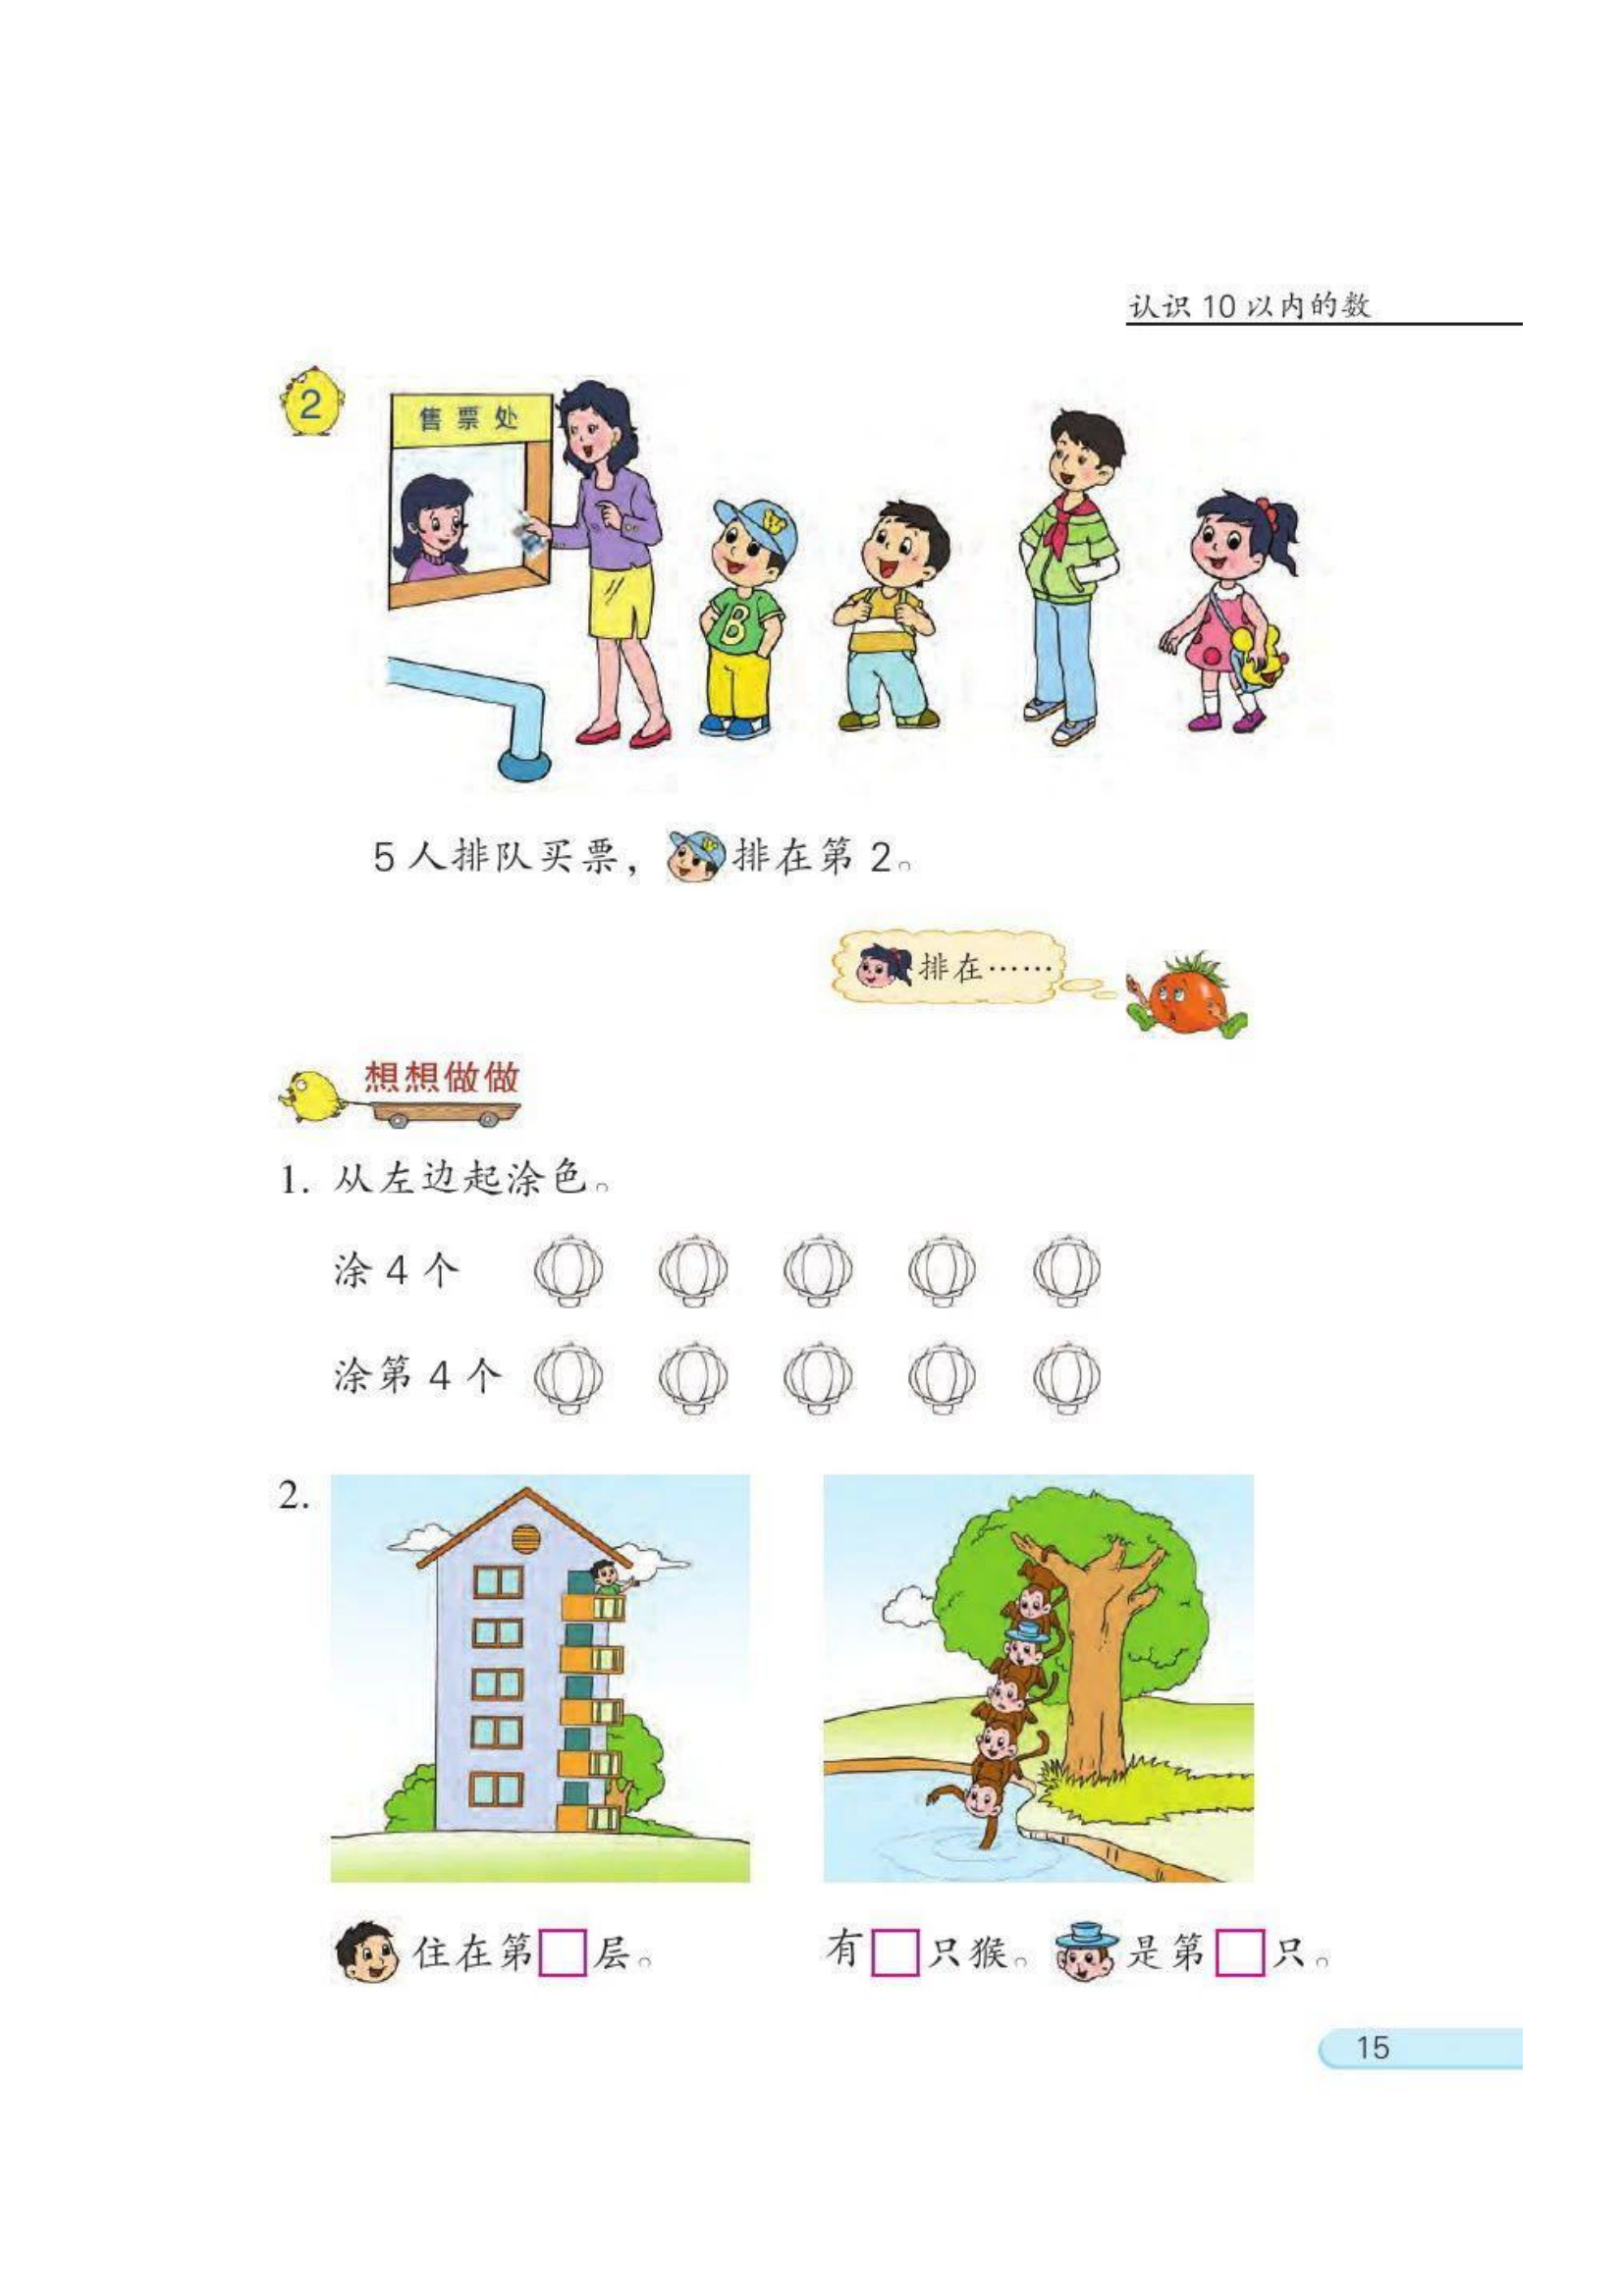 认识 10 以内的数
2
售票处
B
5 人排队买票， 排在第 2。
排在……
想想做做
1. 从左边起涂色。
涂 4 个
涂第 4 个
2.
住在第□层。
有□只猴。 是第□只。
15